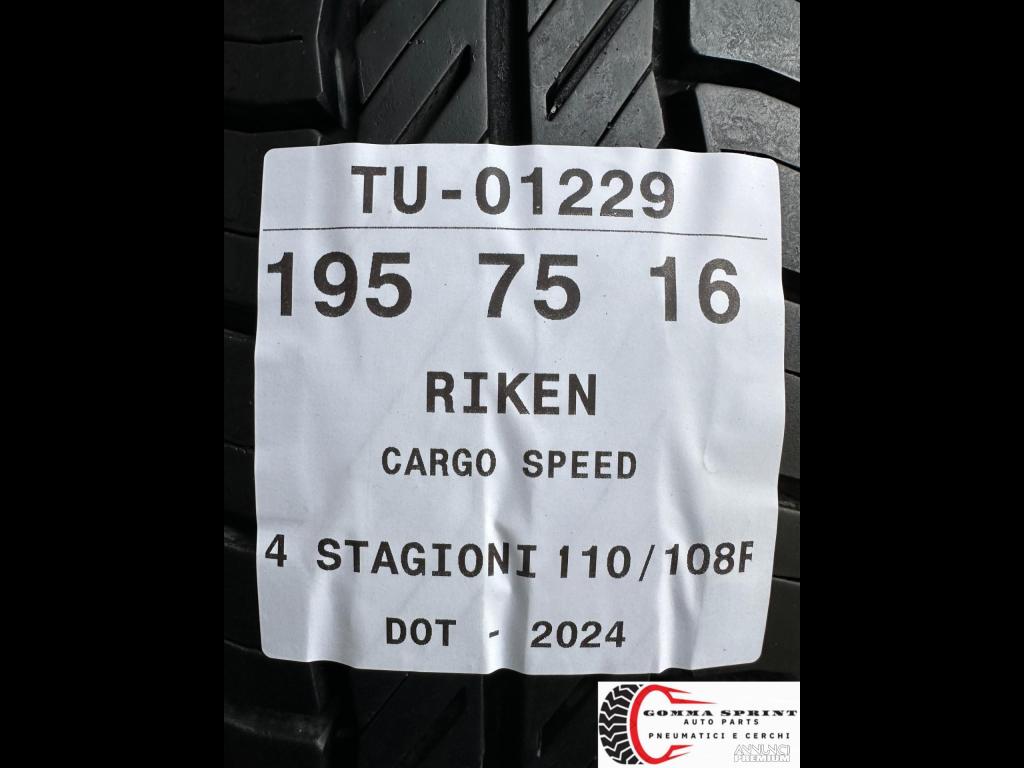 TU-01229
195 75 16
RIKEN
CARGO SPEED
4 STAGIONI 110/108
DOT - 2024
GOMMA SPRINT
AUTO PARTS
PNEUMATICI E CERCHI
ANNUNCI
PREMIUM